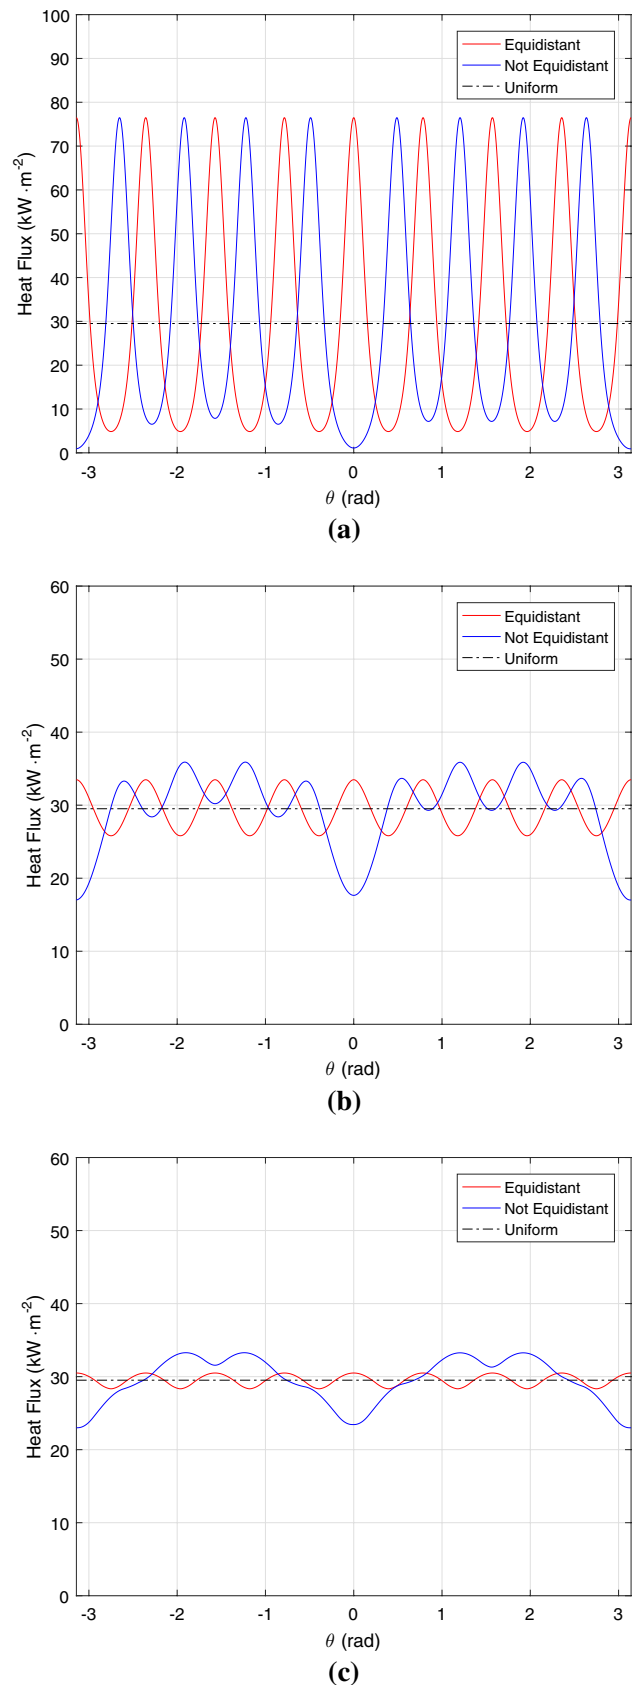 100
90
80
70
60
50
40
30
20
10
0
Heat Flux (kW ·m⁻²)
Equidistant
Not Equidistant
Uniform
-3 -2 -1 0 1 2 3
θ (rad)
(a)
60
50
40
30
20
10
0
Heat Flux (kW ·m⁻²)
Equidistant
Not Equidistant
Uniform
-3 -2 -1 0 1 2 3
θ (rad)
(b)
60
50
40
30
20
10
0
Heat Flux (kW ·m⁻²)
Equidistant
Not Equidistant
Uniform
-3 -2 -1 0 1 2 3
θ (rad)
(c)